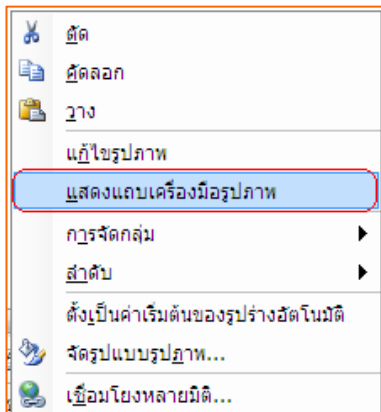 ตัด
คัดลอก
วาง
แก้ไขรูปภาพ
แสดงแถบเครื่องมือรูปภาพ
การจัดกลุ่ม
ลำดับ
ตั้งเป็นค่าเริ่มต้นของรูปร่างอัตโนมัติ
จัดรูปแบบรูปภาพ...
เชื่อมโยงหลายมิติ...